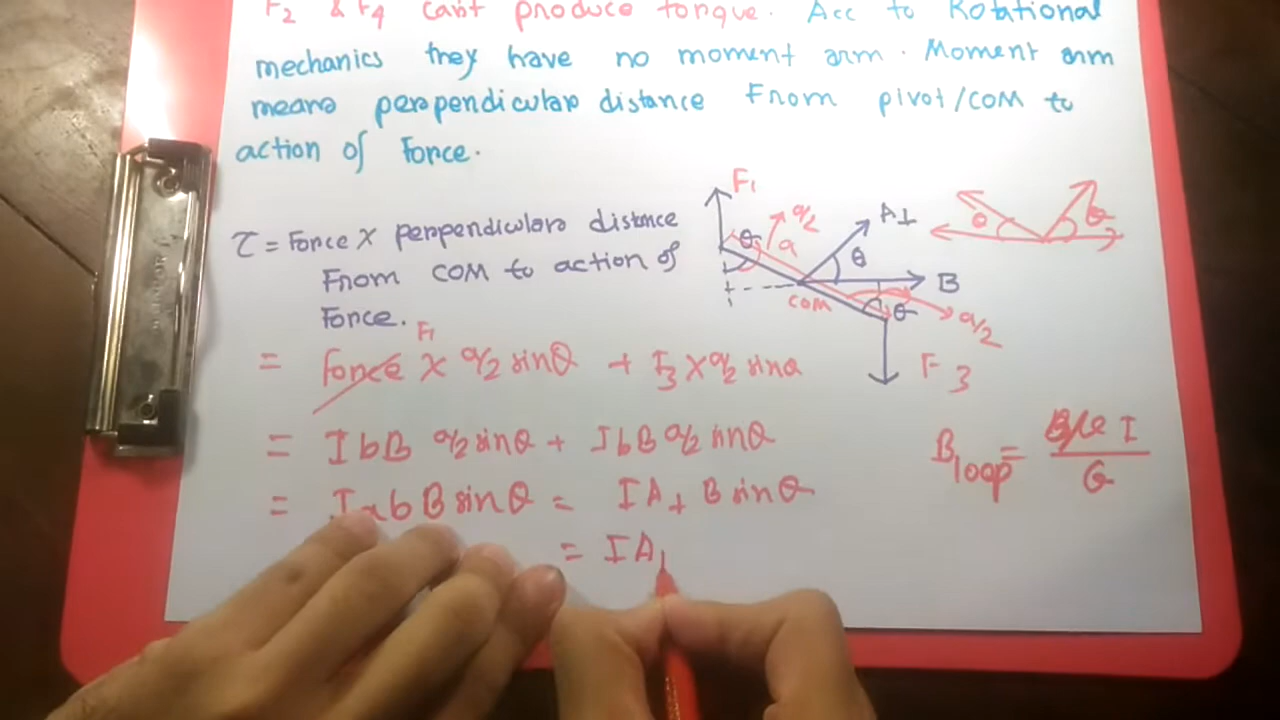 F2 & F4 can't produce torque. Acc to Rotational
mechanics they have no moment arm. Moment arm
means perpendicular distance From pivot/COM to
action of Force.
τ = Force X perpendicular distance
From COM to action of
Force.
F1
= Force X a/2 sinθ + F3 X a/2 sinθ
= IbB a/2 sinθ + IbB a/2 sinθ
= IabB sinθ = IA⊥ B sinθ
= IA
F1
a/2
a
θ
A⊥
θ
B
COM
θ
a/2
F3
θ
θ
B loop =
I